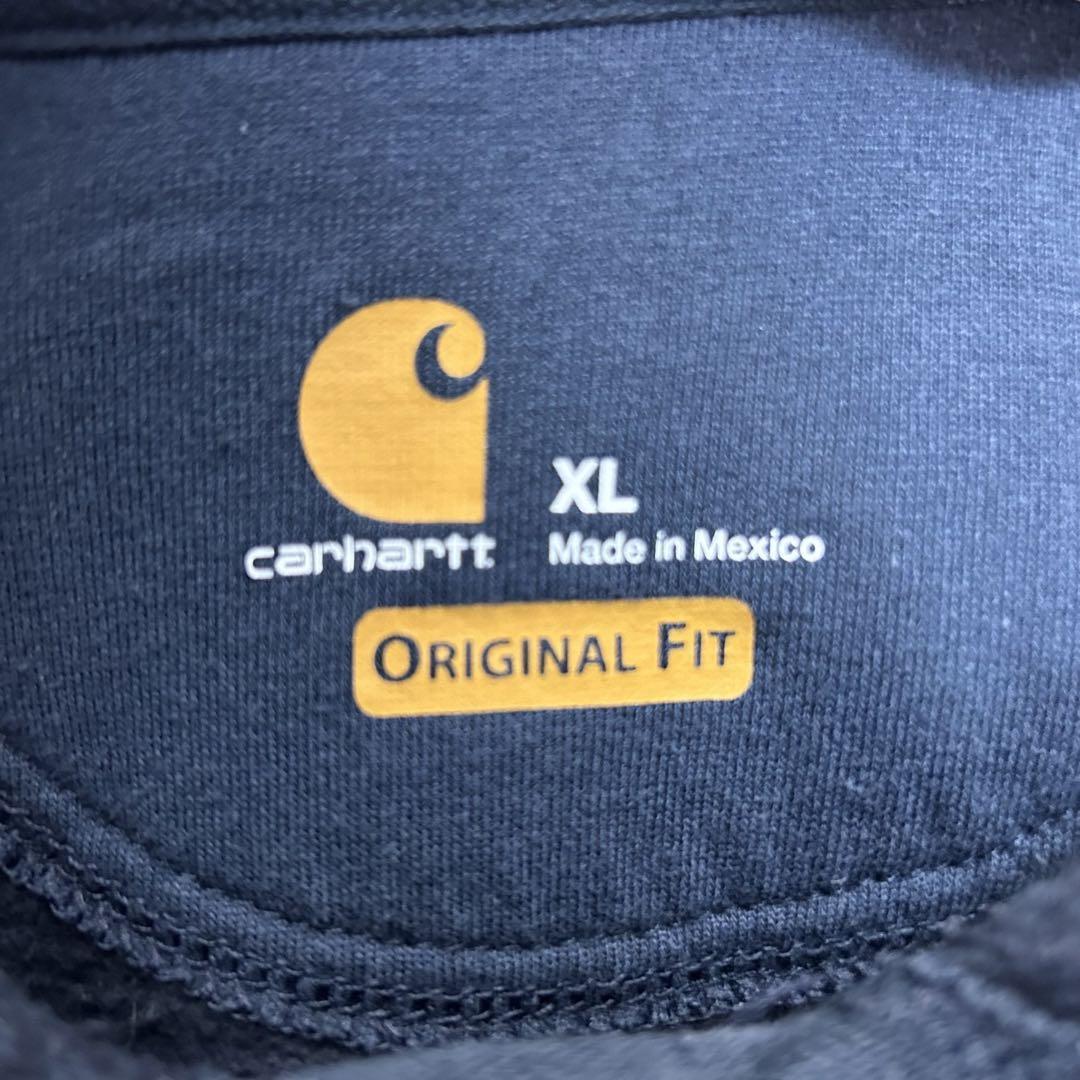 carhartt
XL
Made in Mexico
ORIGINAL FIT